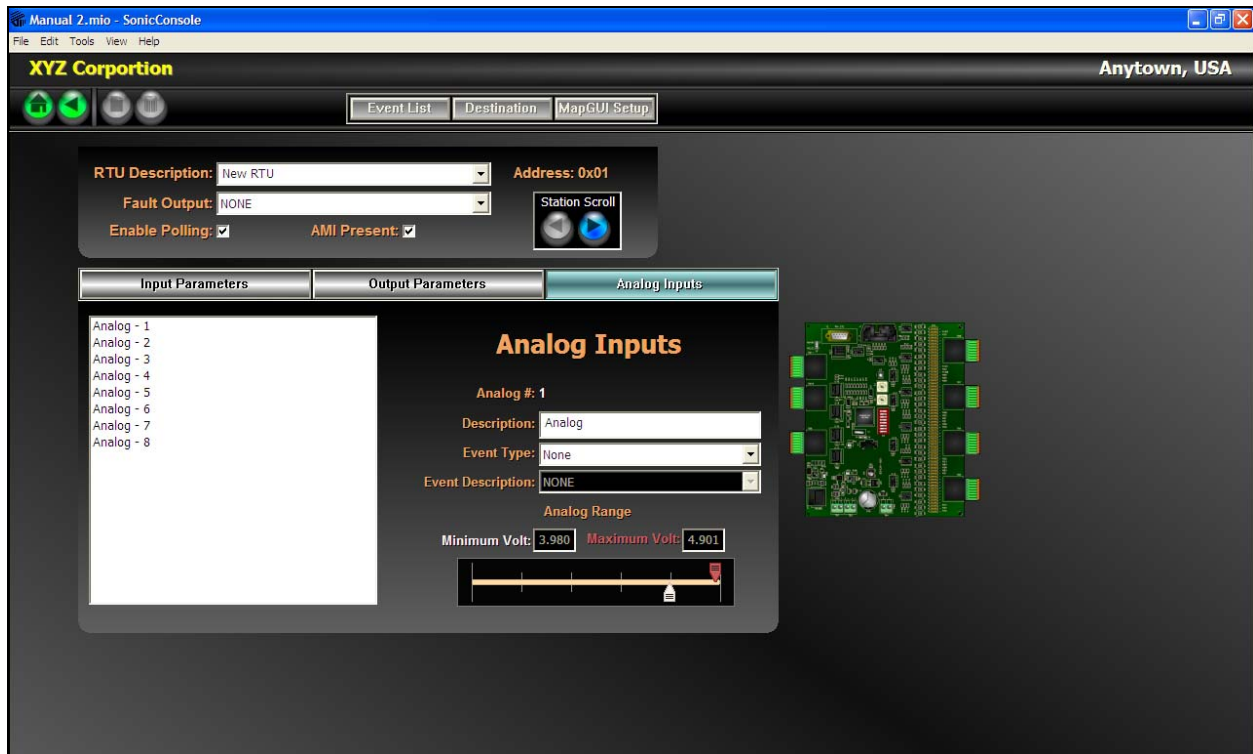 Manual 2.mio - SonicConsole
File Edit Tools View Help
XYZ Corportion
Anytown, USA
Event List Destination MapGUI Setup
RTU Description: New RTU
Address: 0x01
Fault Output: NONE
Station Scroll
Enable Polling: AMI Present:
Input Parameters Output Parameters Analog Inputs
Analog - 1
Analog - 2
Analog - 3
Analog - 4
Analog - 5
Analog - 6
Analog - 7
Analog - 8
Analog Inputs
Analog #: 1
Description: Analog
Event Type: None
Event Description: NONE
Analog Range
Minimum Volt: 3.980 Maximum Volt: 4.901